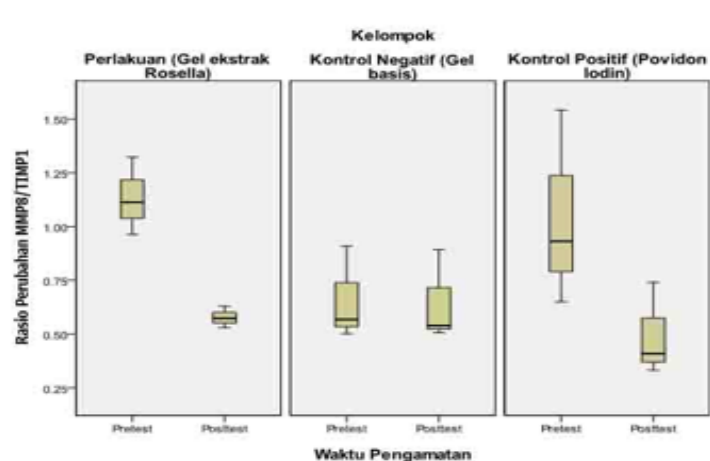 Kelompok
Perlakuan (Gel ekstrak
Rosella)
Kontrol Negatif (Gel
basis)
Kontrol Positif (Povidon
Iodin)
Rasio Perubahan MMP8/TIMP1
1.50
1.25
1.00
0.75
0.50
0.25
Pretest
Posttest
Pretest
Posttest
Pretest
Posttest
Waktu Pengamatan